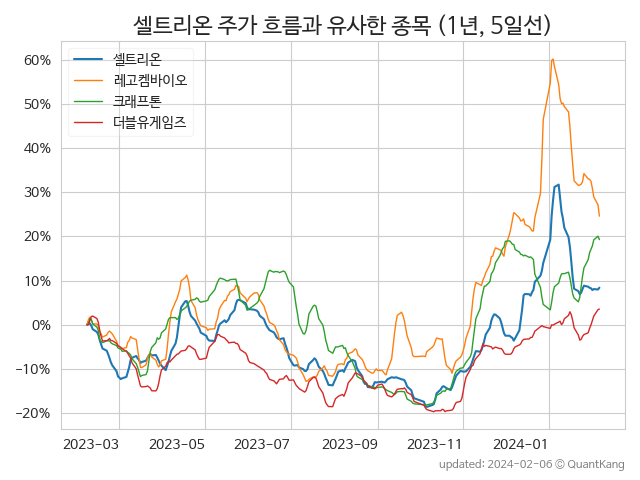 셀트리온 주가 흐름과 유사한 종목 (1년, 5일선)
셀트리온
레고켐바이오
크래프톤
더블유게임즈
60%
50%
40%
30%
20%
10%
0%
−10%
−20%
2023-03 2023-05 2023-07 2023-09 2023-11 2024-01
updated: 2024-02-06 © QuantKang